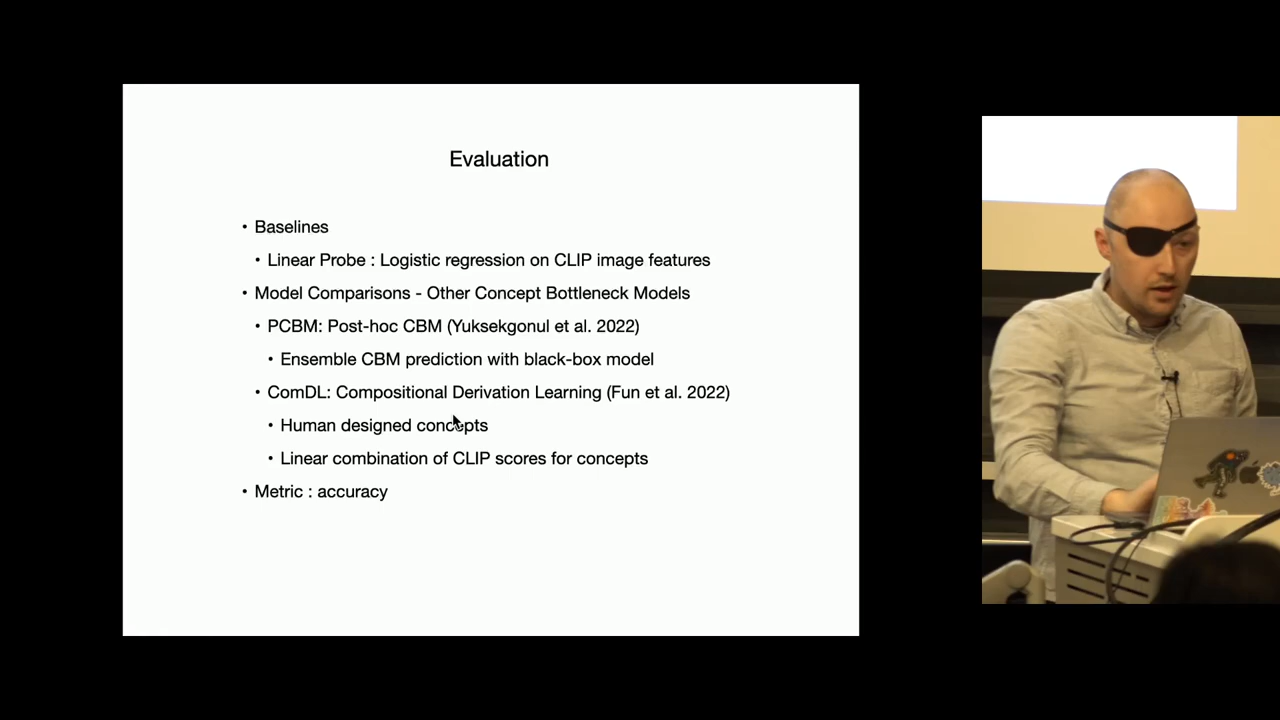 Evaluation
• Baselines
• Linear Probe : Logistic regression on CLIP image features
• Model Comparisons - Other Concept Bottleneck Models
• PCBM: Post-hoc CBM (Yuksekgonul et al. 2022)
• Ensemble CBM prediction with black-box model
• ComDL: Compositional Derivation Learning (Fun et al. 2022)
• Human designed concepts
• Linear combination of CLIP scores for concepts
• Metric : accuracy